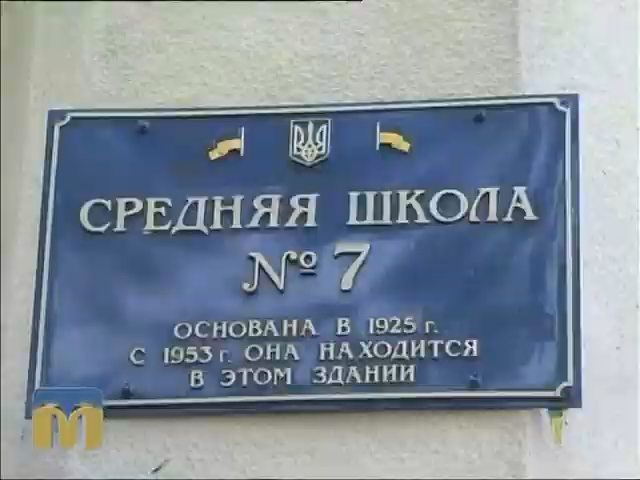 СРЕДНЯЯ ШКОЛА
№ 7
ОСНОВАНА В 1925 г.
С 1953 г. ОНА НАХОДИТСЯ
В ЭТОМ ЗДАНИИ
М